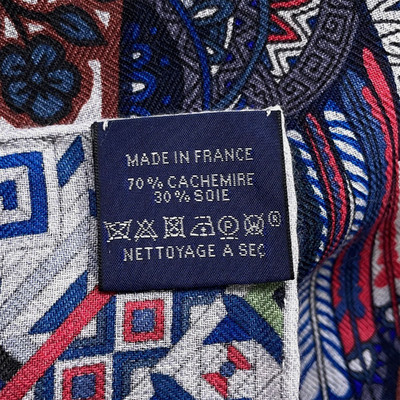 MADE IN FRANCE
70% CACHEMIRE
30% SOIE
P ®
NETTOYAGE A SEC